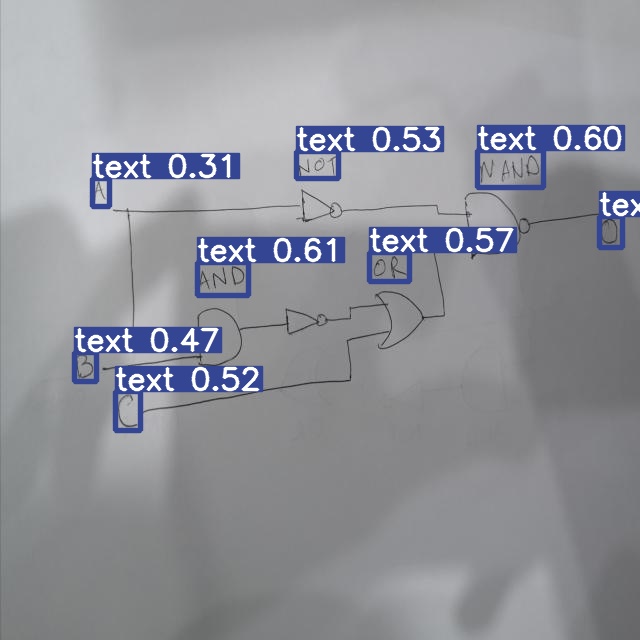 text 0.53
text 0.60
NOT
NAND
text 0.31
A
tex
D
text 0.61
text 0.57
AND
OR
text 0.47
B
text 0.52
C